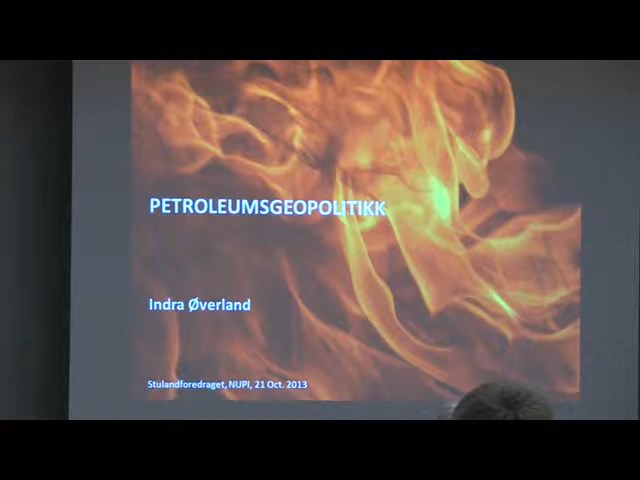 PETROLEUMSGEOPOLITIKK
Indra Øverland
Stulandforedraget, NUPI, 21 Oct. 2013